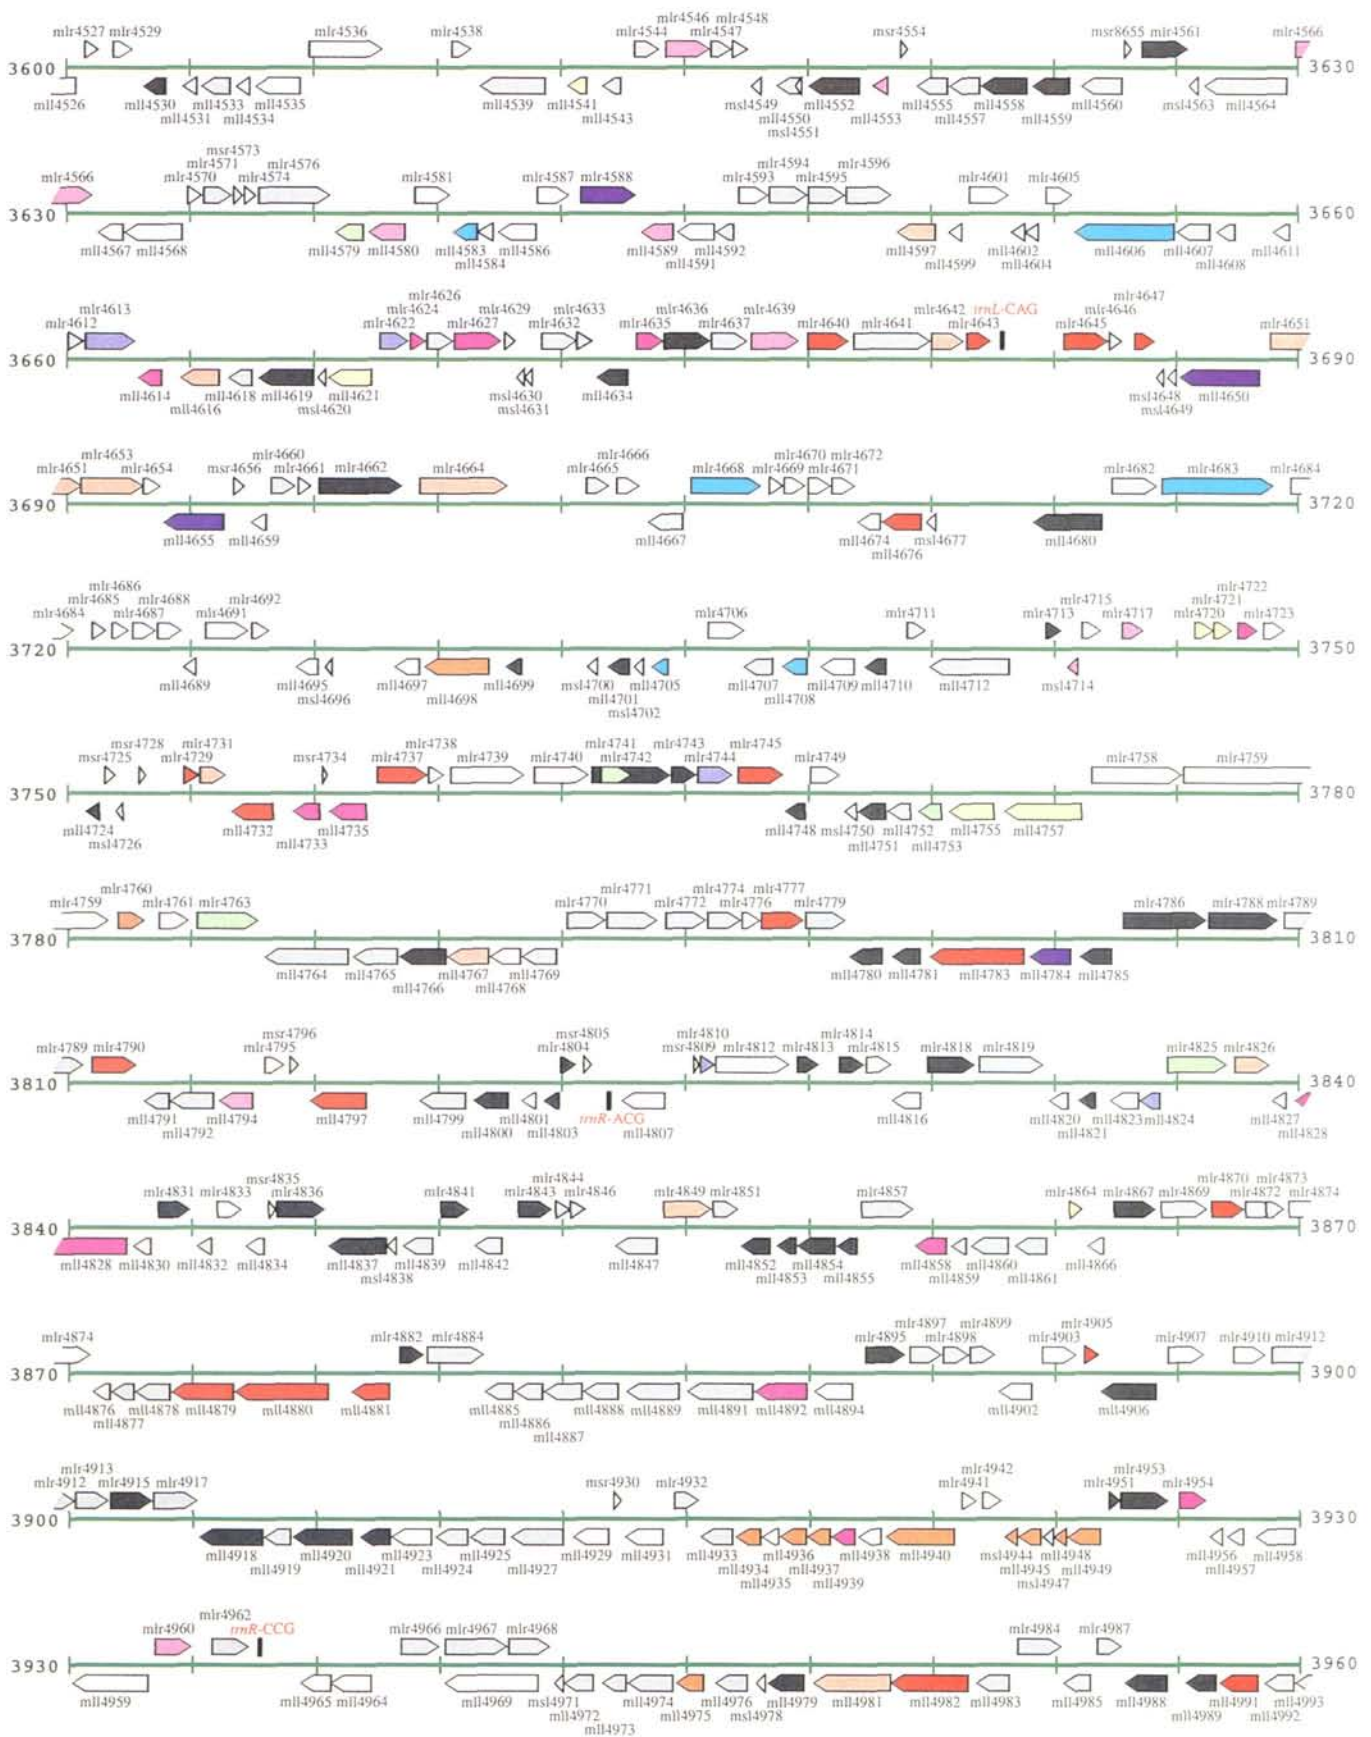 mlr4546 mlr4548
mlr4527 mlr4529 mlr4536 mlr4538 mlr4544 mlr4547 msr4554 msr8655 mlr4561 mlr4566
3600 3630
mll4526 mll4530 mll4533 mll4535 mll4539 mll4541 msl4549 mll4552 mll4555 mll4558 mll4560 msl4563 mll4564
mll4531 mll4534 mll4543 mll4550 mll4553 mll4557 mll4559
msl4551
msr4573
mlr4571 mlr4576 mlr4594 mlr4596
mlr4566 mlr4570 mlr4574 mlr4581 mlr4587 mlr4588 mlr4593 mlr4595 mlr4601 mlr4605
3630 3660
mll4567 mll4568 mll4579 mll4580 mll4583 mll4586 mll4589 mll4592 mll4597 mll4602 mll4606 mll4607 mll4611
mll4584 mll4591 mll4599 mll4604 mll4608
mlr4626
mlr4613 mlr4624 mlr4629 mlr4633 mlr4636 mlr4639 mlr4642 trnL-CAG mlr4647
mlr4612 mlr4622 mlr4627 mlr4632 mlr4635 mlr4637 mlr4640 mlr4641 mlr4643 mlr4645 mlr4646 mlr4651
3660 3690
mll4614 mll4618 mll4619 mll4621 msl4630 mll4634 msl4648 mll4650
mll4616 msl4620 msl4631 msl4649
mlr4653 mlr4660 mlr4666 mlr4670 mlr4672
mlr4651 mlr4654 msr4656 mlr4661 mlr4662 mlr4664 mlr4665 mlr4668 mlr4669 mlr4671 mlr4682 mlr4683 mlr4684
3690 3720
mll4655 mll4659 mll4667 mll4674 msl4677 mll4680
mll4676
mlr4686 mlr4722
mlr4685 mlr4688 mlr4692 mlr4715 mlr4721
mlr4684 mlr4687 mlr4691 mlr4706 mlr4711 mlr4713 mlr4717 mlr4720 mlr4723
3720 3750
mll4689 mll4695 mll4697 mll4699 msl4700 mll4705 mll4707 mll4709 mll4710 mll4712 msl4714
msl4696 mll4698 mll4701 mll4708
msl4702
msr4728 mlr4731 mlr4738 mlr4741 mlr4743 mlr4745
msr4725 mlr4729 msr4734 mlr4737 mlr4739 mlr4740 mlr4742 mlr4744 mlr4749 mlr4758 mlr4759
3750 3780
mll4724 mll4732 mll4735 mll4748 msl4750 mll4752 mll4755 mll4757
msl4726 mll4733 mll4751 mll4753
mlr4760 mlr4771 mlr4774 mlr4777
mlr4759 mlr4761 mlr4763 mlr4770 mlr4772 mlr4776 mlr4779 mlr4786 mlr4788 mlr4789
3780 3810
mll4764 mll4765 mll4767 mll4769 mll4780 mll4781 mll4783 mll4784 mll4785
mll4766 mll4768
msr4796 msr4805 mlr4810 mlr4814
mlr4789 mlr4790 mlr4795 mlr4804 msr4809 mlr4812 mlr4813 mlr4815 mlr4818 mlr4819 mlr4825 mlr4826
3810 3840
mll4791 mll4794 mll4797 mll4799 mll4801 trnR-ACG mll4816 mll4820 mll4823 mll4824 mll4827
mll4792 mll4800 mll4803 mll4807 mll4821 mll4828
msr4835 mlr4844 mlr4870 mlr4873
mlr4831 mlr4833 mlr4836 mlr4841 mlr4843 mlr4846 mlr4849 mlr4851 mlr4857 mlr4864 mlr4867 mlr4869 mlr4872 mlr4874
3840 3870
mll4828 mll4830 mll4832 mll4834 mll4837 mll4839 mll4842 mll4847 mll4852 mll4854 mll4858 mll4860 mll4866
msl4838 mll4853 mll4855 mll4859 mll4861
mlr4897 mlr4899 mlr4905
mlr4874 mlr4882 mlr4884 mlr4895 mlr4898 mlr4903 mlr4907 mlr4910 mlr4912
3870 3900
mll4876 mll4878 mll4879 mll4880 mll4881 mll4885 mll4888 mll4889 mll4891 mll4892 mll4894 mll4902 mll4906
mll4877 mll4886
mll4887
mlr4913 mlr4942 mlr4953
mlr4912 mlr4915 mlr4917 msr4930 mlr4932 mlr4941 mlr4951 mlr4954
3900 3930
mll4918 mll4920 mll4923 mll4925 mll4929 mll4931 mll4933 mll4936 mll4938 mll4940 msl4944 mll4948 mll4956 mll4958
mll4919 mll4921 mll4924 mll4927 mll4934 mll4937 mll4945 mll4949 mll4957
mll4935 mll4939 msl4947
mlr4962
mlr4960 trnR-CCG mlr4966 mlr4967 mlr4968 mlr4984 mlr4987
3930 3960
mll4959 mll4965 mll4964 mll4969 msl4971 mll4974 mll4976 mll4979 mll4981 mll4982 mll4983 mll4985 mll4988 mll4991 mll4993
mll4972 mll4975 msl4978 mll4989 mll4992
mll4973